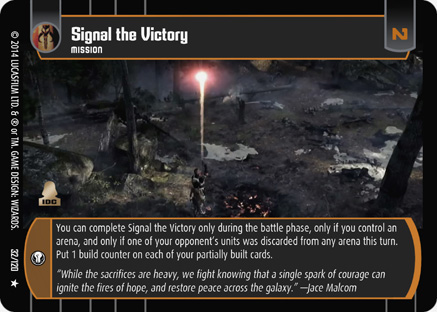 Signal the Victory
MISSION
N
© 2014 LUCASFILM LTD. & ® or TM. GAME DESIGN: WIZARDS.
IDC
32/120
You can complete Signal the Victory only during the battle phase, only if you control an
arena, and only if one of your opponent's units was discarded from any arena this turn.
Put 1 build counter on each of your partially built cards.
"While the sacrifices are heavy, we fight knowing that a single spark of courage can
ignite the fires of hope, and restore peace across the galaxy." —Jace Malcom